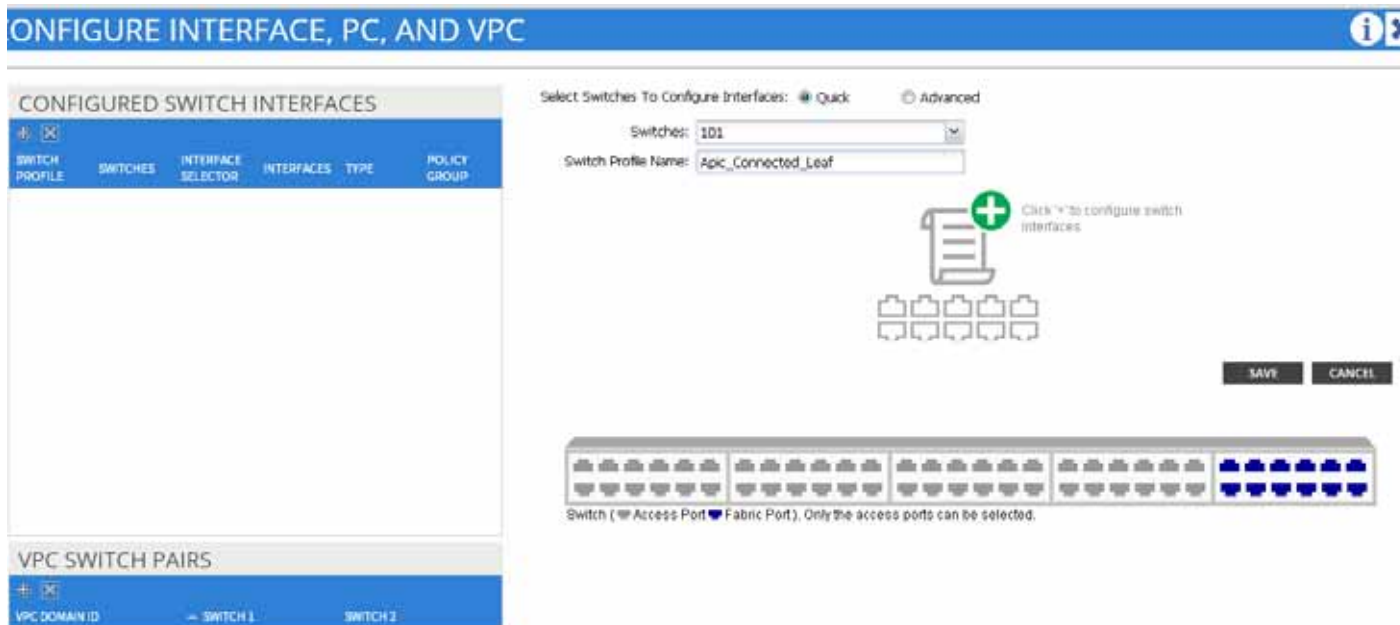 ONFIGURE INTERFACE, PC, AND VPC
CONFIGURED SWITCH INTERFACES
SWITCH PROFILE
SWITCHES
INTERFACE SELECTOR
INTERFACES
TYPE
POLICY GROUP
Select Switches To Configure Interfaces: Quick Advanced
Switches: 101
Switch Profile Name: Apic_Connected_Leaf
Click '+' to configure switch
interfaces
SAVE CANCEL
Switch ( Access Port Fabric Port). Only the access ports can be selected.
VPC SWITCH PAIRS
VPC DOMAIN ID
SWITCH 1
SWITCH 2